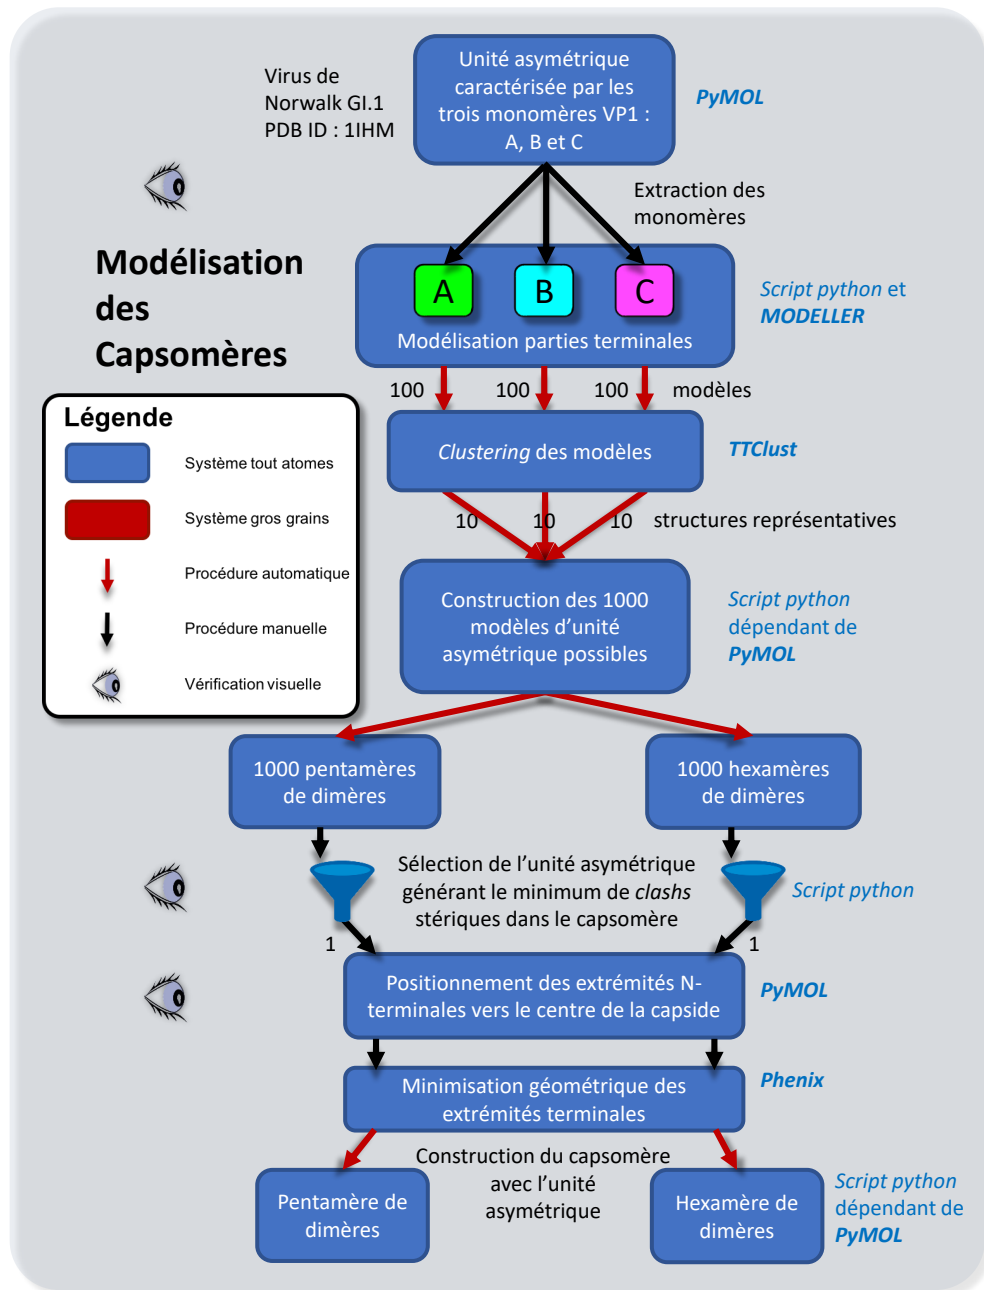 Unité asymétrique
caractérisée par les
trois monomères VP1 :
A, B et C
Virus de
Norwalk GI.1
PDB ID : 1IHM
PyMOL
Extraction des
monomères
Modélisation
des
Capsomères
A
B
C
Modélisation parties terminales
Script python et
MODELLER
100
100
100
modèles
Clustering des modèles
TTClust
10
10
10
structures représentatives
Légende
Système tout atomes
Système gros grains
Procédure automatique
Procédure manuelle
Vérification visuelle
Construction des 1000
modèles d’unité
asymétrique possibles
Script python
dépendant de
PyMOL
1000 pentamères
de dimères
1000 hexamères
de dimères
Sélection de l’unité asymétrique
générant le minimum de clashs
stériques dans le capsomère
Script python
1
1
Positionnement des extrémités N-
terminales vers le centre de la capside
PyMOL
Minimisation géométrique des
extrémités terminales
Phenix
Construction du capsomère
avec l’unité
asymétrique
Pentamère de
dimères
Hexamère de
dimères
Script python
dépendant de
PyMOL